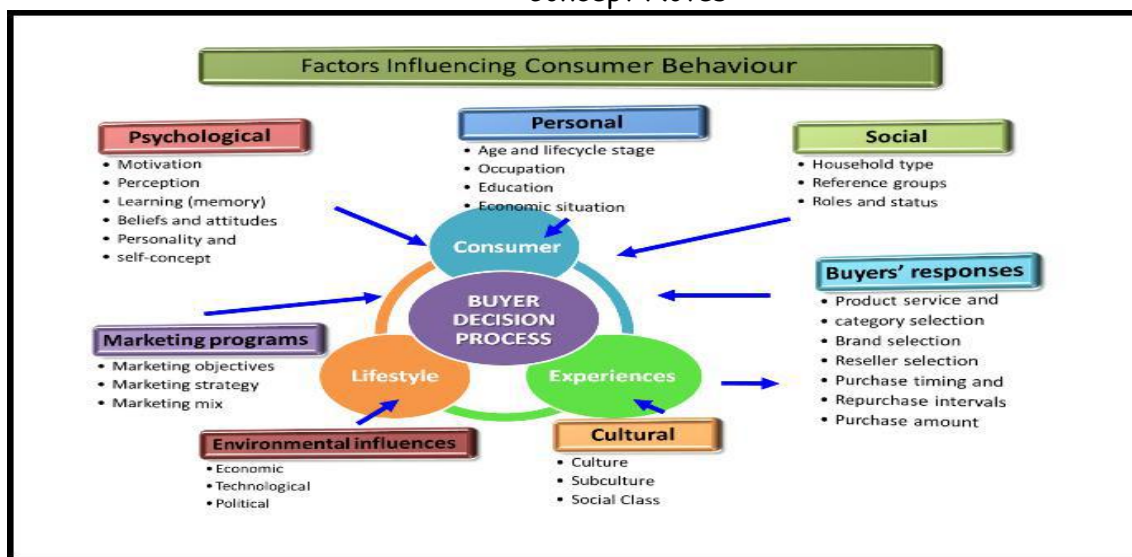 Factors Influencing Consumer Behaviour
Psychological
• Motivation
• Perception
• Learning (memory)
• Beliefs and attitudes
• Personality and
• self-concept
Personal
• Age and lifecycle stage
• Occupation
• Education
• Economic situation
Social
• Household type
• Reference groups
• Roles and status
Consumer
BUYER
DECISION
PROCESS
Lifestyle
Experiences
Buyers' responses
• Product service and
• category selection
• Brand selection
• Reseller selection
• Purchase timing and
• Repurchase intervals
• Purchase amount
Marketing programs
• Marketing objectives
• Marketing strategy
• Marketing mix
Environmental influences
• Economic
• Technological
• Political
Cultural
• Culture
• Subculture
• Social Class